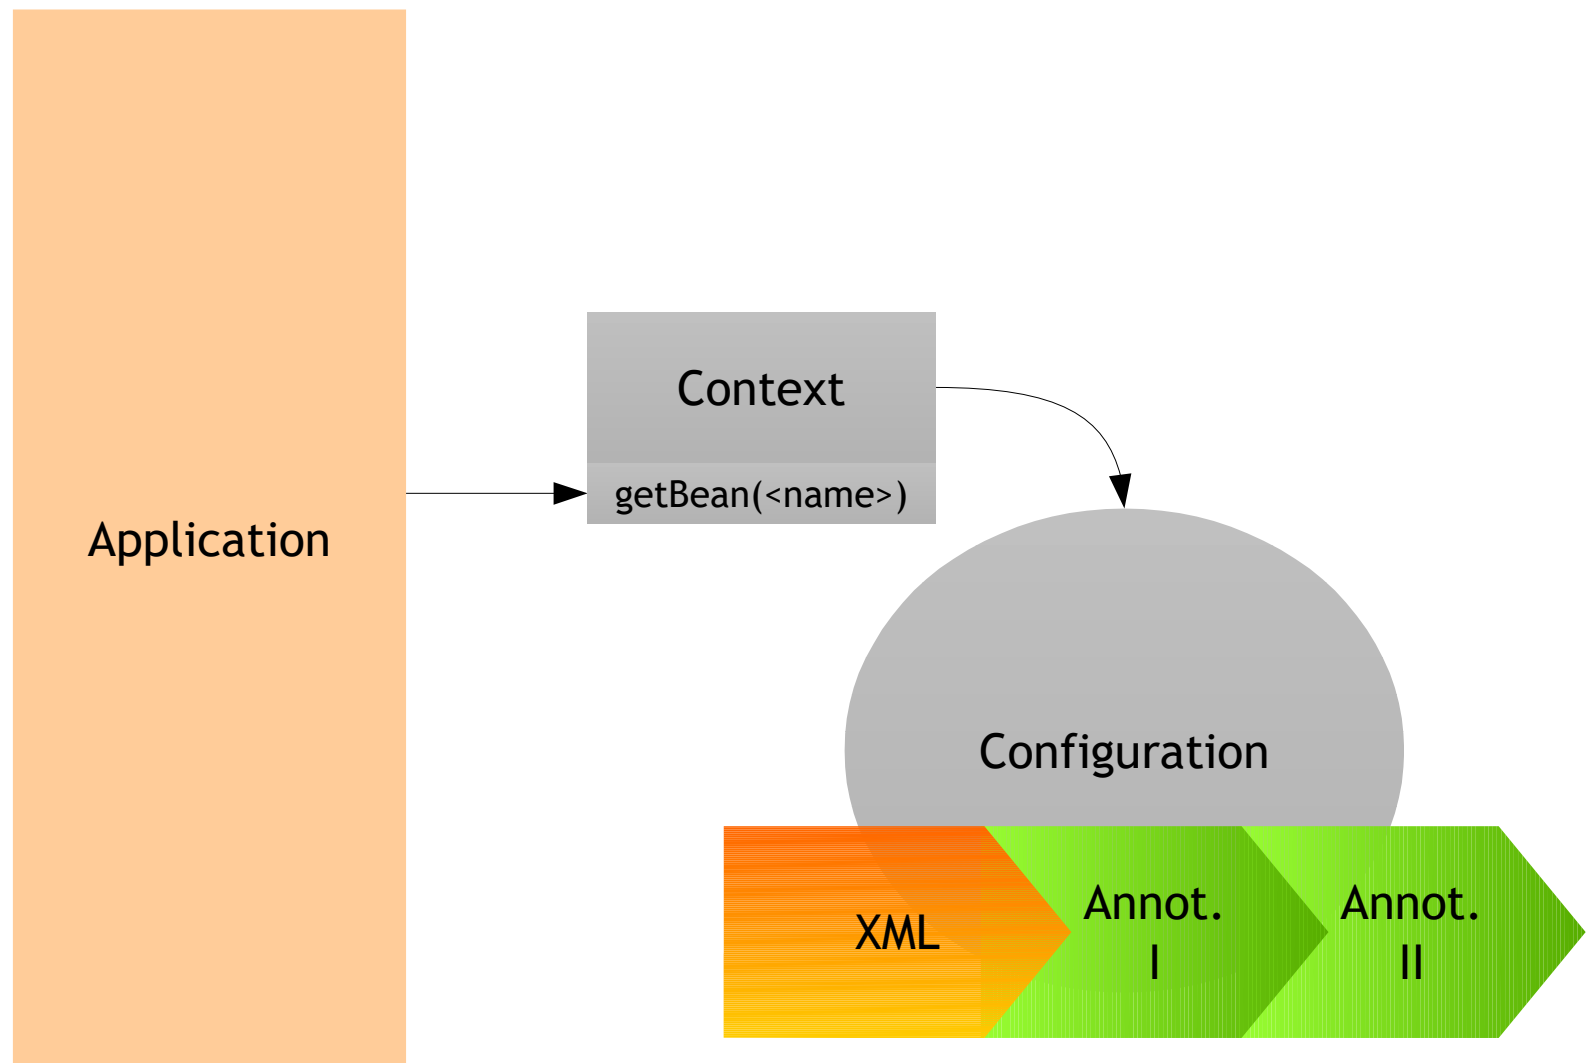 Context
getBean(<name>)
Application
Configuration
XML
Annot.
I
Annot.
II